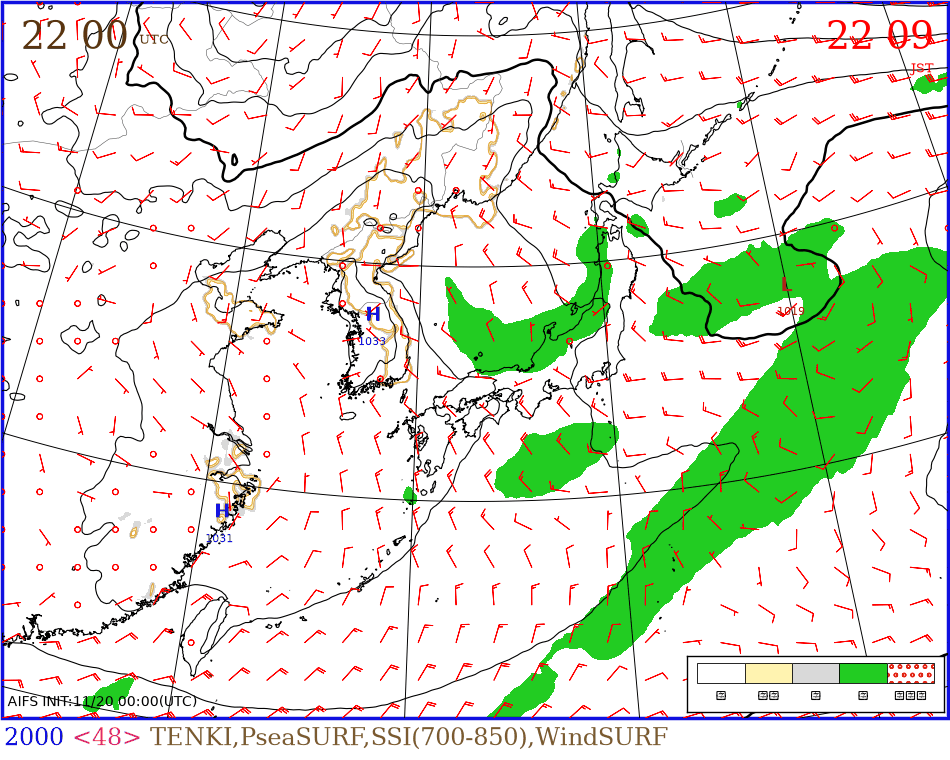 22 00 UTC
22 09
JST
L
1019
H
1033
H
1031
AIFS INIT:11/20 00:00(UTC)
2000 <48> TENKI,PseaSURF,SSI(700-850),WindSURF